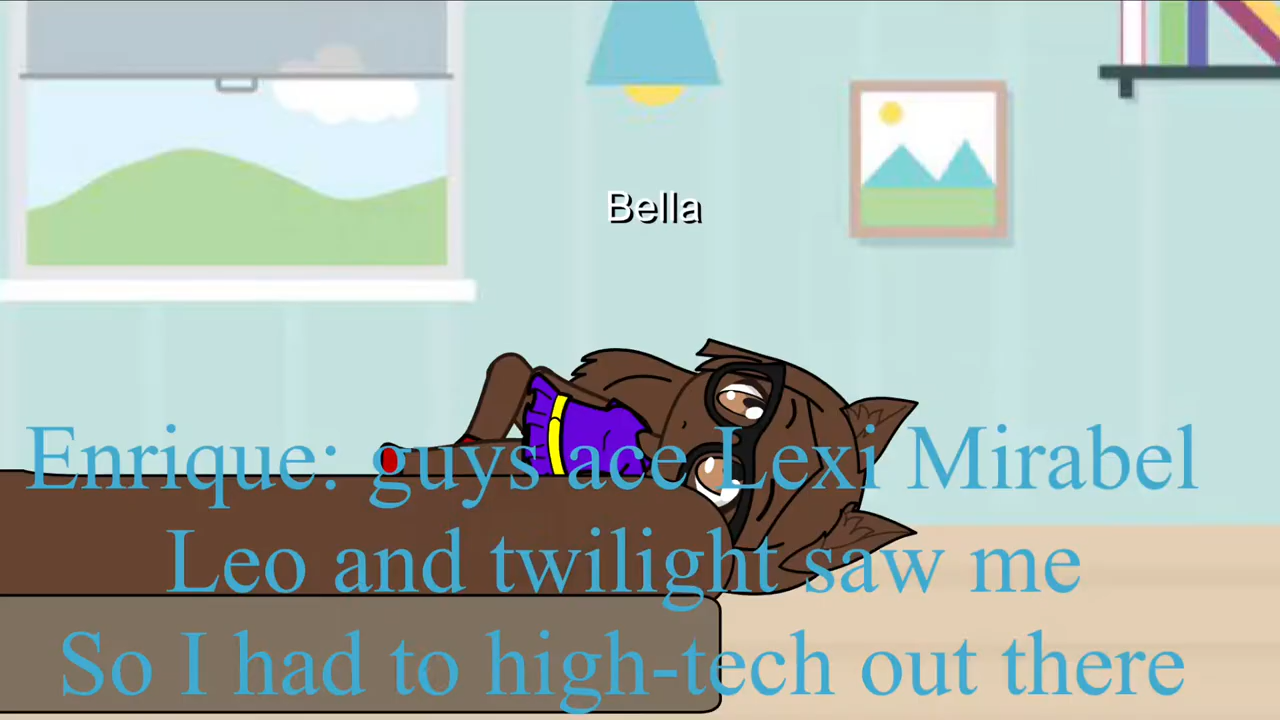 Bella
Enrique: guys ace Lexi Mirabel
Leo and twilight saw me
So I had to high-tech out there